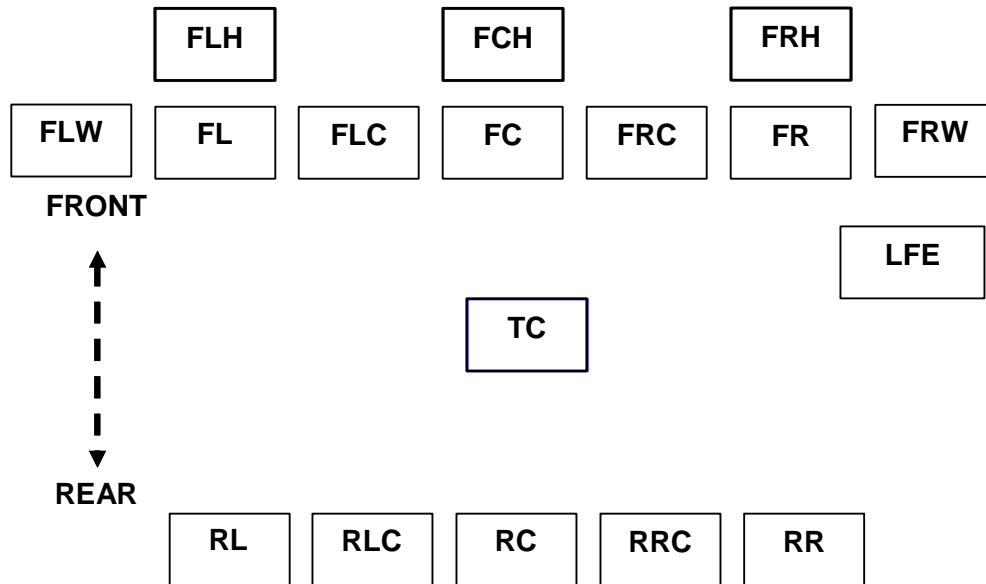 FLH FCH FRH
FLW FL FLC FC FRC FR FRW
FRONT
LFE
TC
REAR
RL RLC RC RRC RR